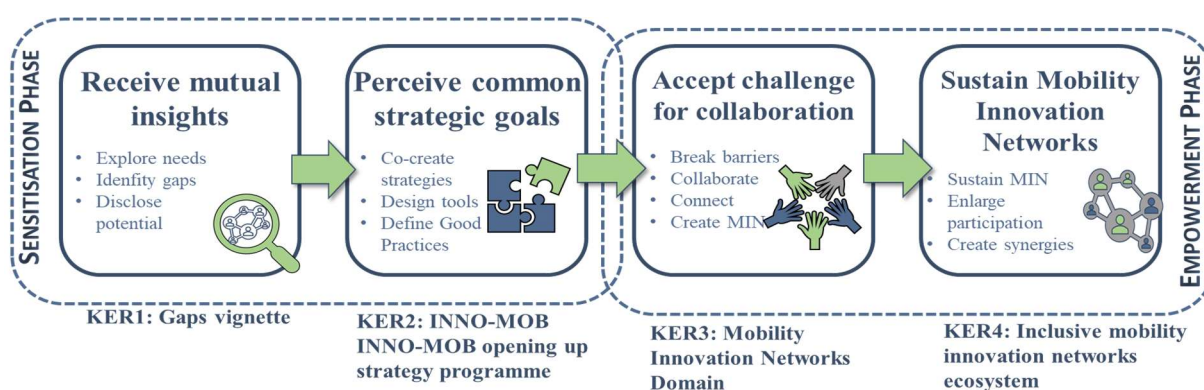 SENSITISATION PHASE
Receive mutual
insights
• Explore needs
• Idenfity gaps
• Disclose
potential
KER1: Gaps vignette
Perceive common
strategic goals
• Co-create
strategies
• Design tools
• Define Good
Practices
KER2: INNO-MOB
INNO-MOB opening up
strategy programme
Accept challenge
for collaboration
• Break barriers
• Collaborate
• Connect
• Create MIN
KER3: Mobility
Innovation Networks
Domain
Sustain Mobility
Innovation
Networks
• Sustain MIN
• Enlarge
participation
• Create synergies
KER4: Inclusive mobility
innovation networks
ecosystem
EMPOWERMENT PHASE